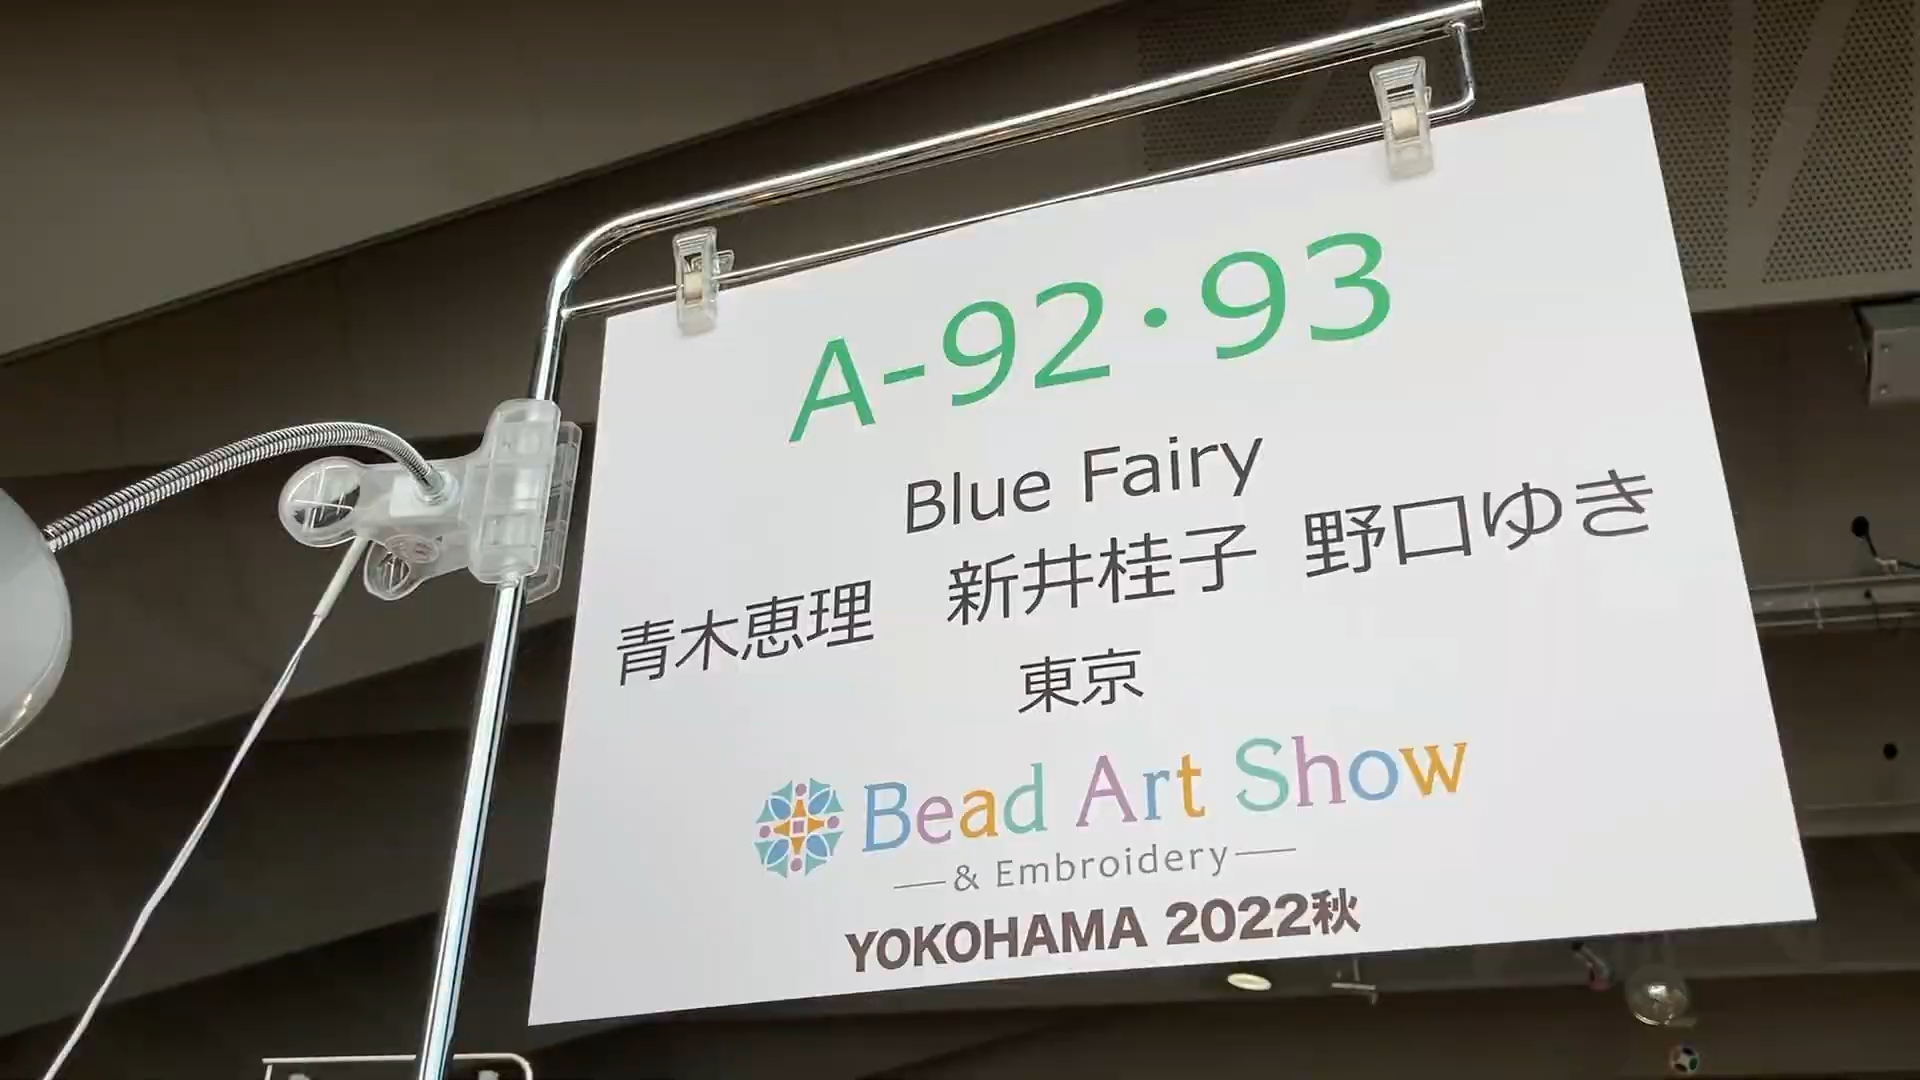 A-92・93
Blue Fairy
青木恵理　新井桂子 野口ゆき
東京
Bead Art Show
& Embroidery
YOKOHAMA 2022秋